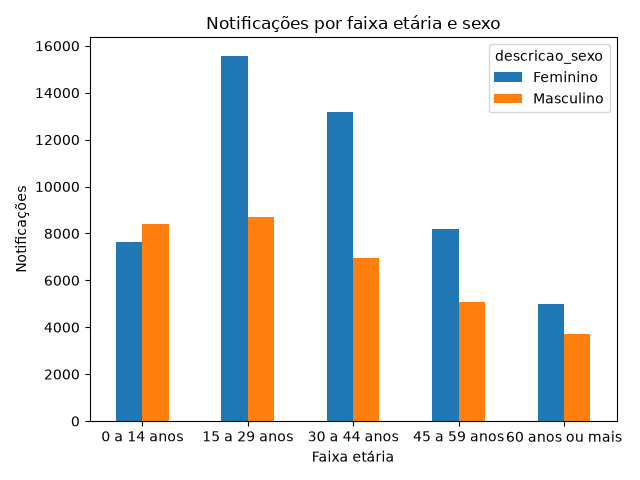 Notificações por faixa etária e sexo
descricao_sexo
Feminino
Masculino
16000
14000
12000
10000
8000
6000
4000
2000
0
Notificações
0 a 14 anos
15 a 29 anos
30 a 44 anos
45 a 59 anos
60 anos ou mais
Faixa etária